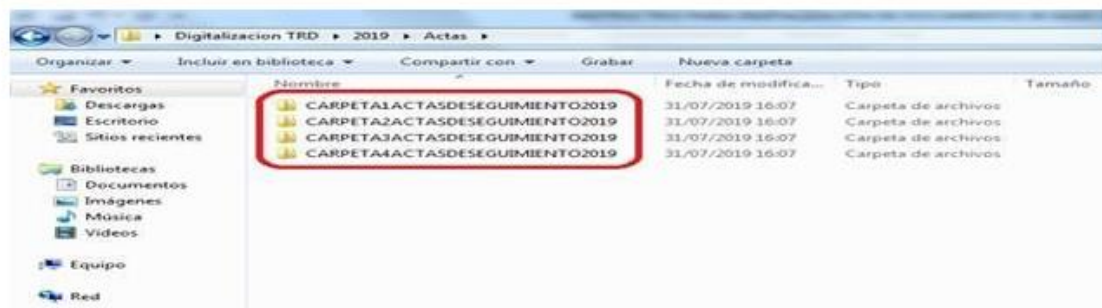 Digitalizacion TRD ▸ 2019 ▸ Actas ▸
Organizar Incluir en biblioteca Compartir con Grabar Nueva carpeta
Nombre Fecha de modifica... Tipo Tamaño
CARPETA1ACTASDESEGUIMIENTO2019 31/07/2019 16:07 Carpeta de archivos
CARPETA2ACTASDESEGUIMIENTO2019 31/07/2019 16:07 Carpeta de archivos
CARPETA3ACTASDESEGUIMIENTO2019 31/07/2019 16:07 Carpeta de archivos
CARPETA4ACTASDESEGUIMIENTO2019 31/07/2019 16:07 Carpeta de archivos
Favoritos
Descargas
Escritorio
Sitios recientes
Bibliotecas
Documentos
Imágenes
Música
Vídeos
Equipo
Red